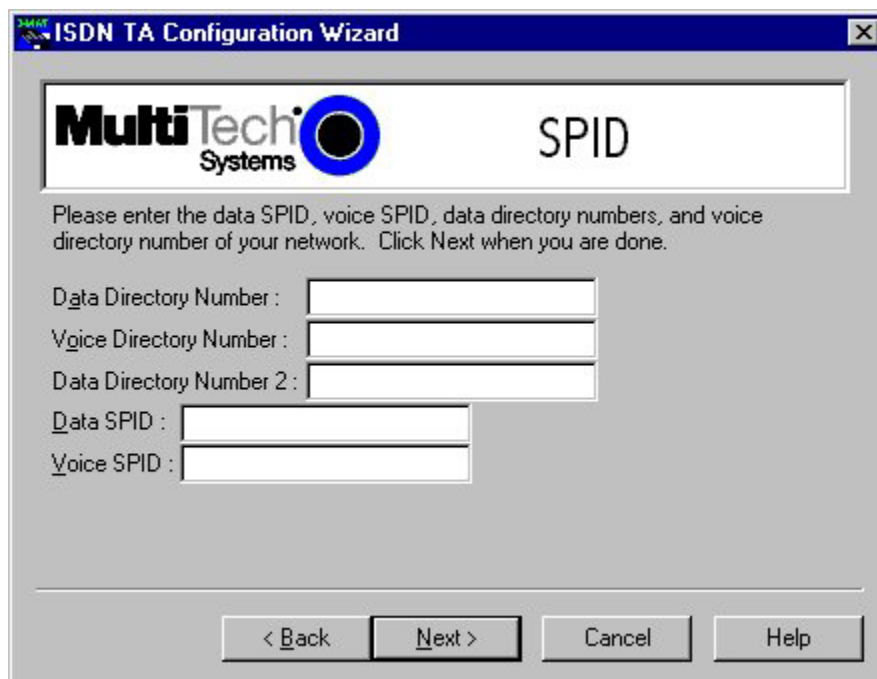 ISDN TA Configuration Wizard
MultiTech
Systems
SPID
Please enter the data SPID, voice SPID, data directory numbers, and voice
directory number of your network. Click Next when you are done.
Data Directory Number :
Voice Directory Number :
Data Directory Number 2 :
Data SPID :
Voice SPID :
< Back
Next >
Cancel
Help